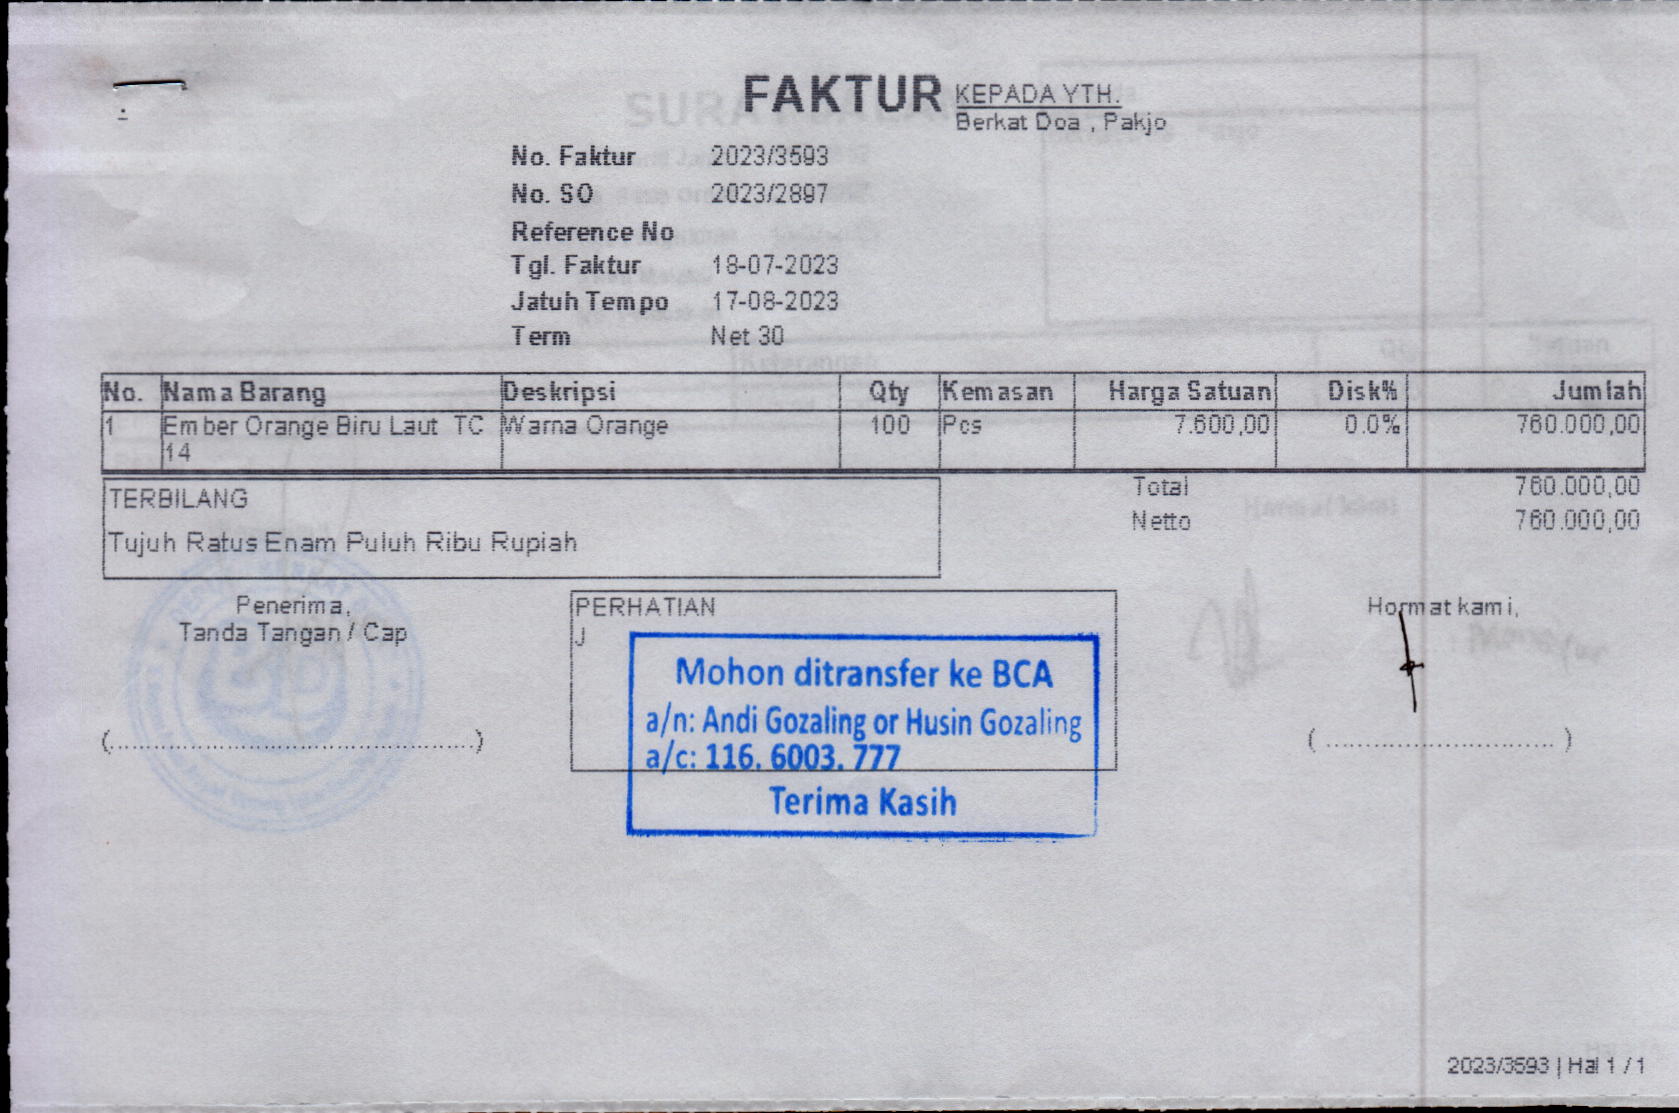 FAKTUR
KEPADA YTH.
Berkat Doa , Pakjo
No. Faktur 2023/3593
No. SO 2023/2897
Reference No
Tgl. Faktur 18-07-2023
Jatuh Tempo 17-08-2023
Term Net 30
No. Nama Barang Deskripsi Qty Kemasan Harga Satuan Disk% Jumlah
1 Ember Orange Biru Laut TC Warna Orange 100 Pcs 7.600,00 0.0% 760.000,00
14
TERBILANG
Tujuh Ratus Enam Puluh Ribu Rupiah
Total 760.000,00
Netto 760.000,00
Penerima,
Tanda Tangan / Cap
(..................................................)
PERHATIAN
J
Mohon ditransfer ke BCA
a/n: Andi Gozaling or Husin Gozaling
a/c: 116. 6003. 777
Terima Kasih
Hormat kami,
( ............................... )
2023/3593 | Hal 1 / 1